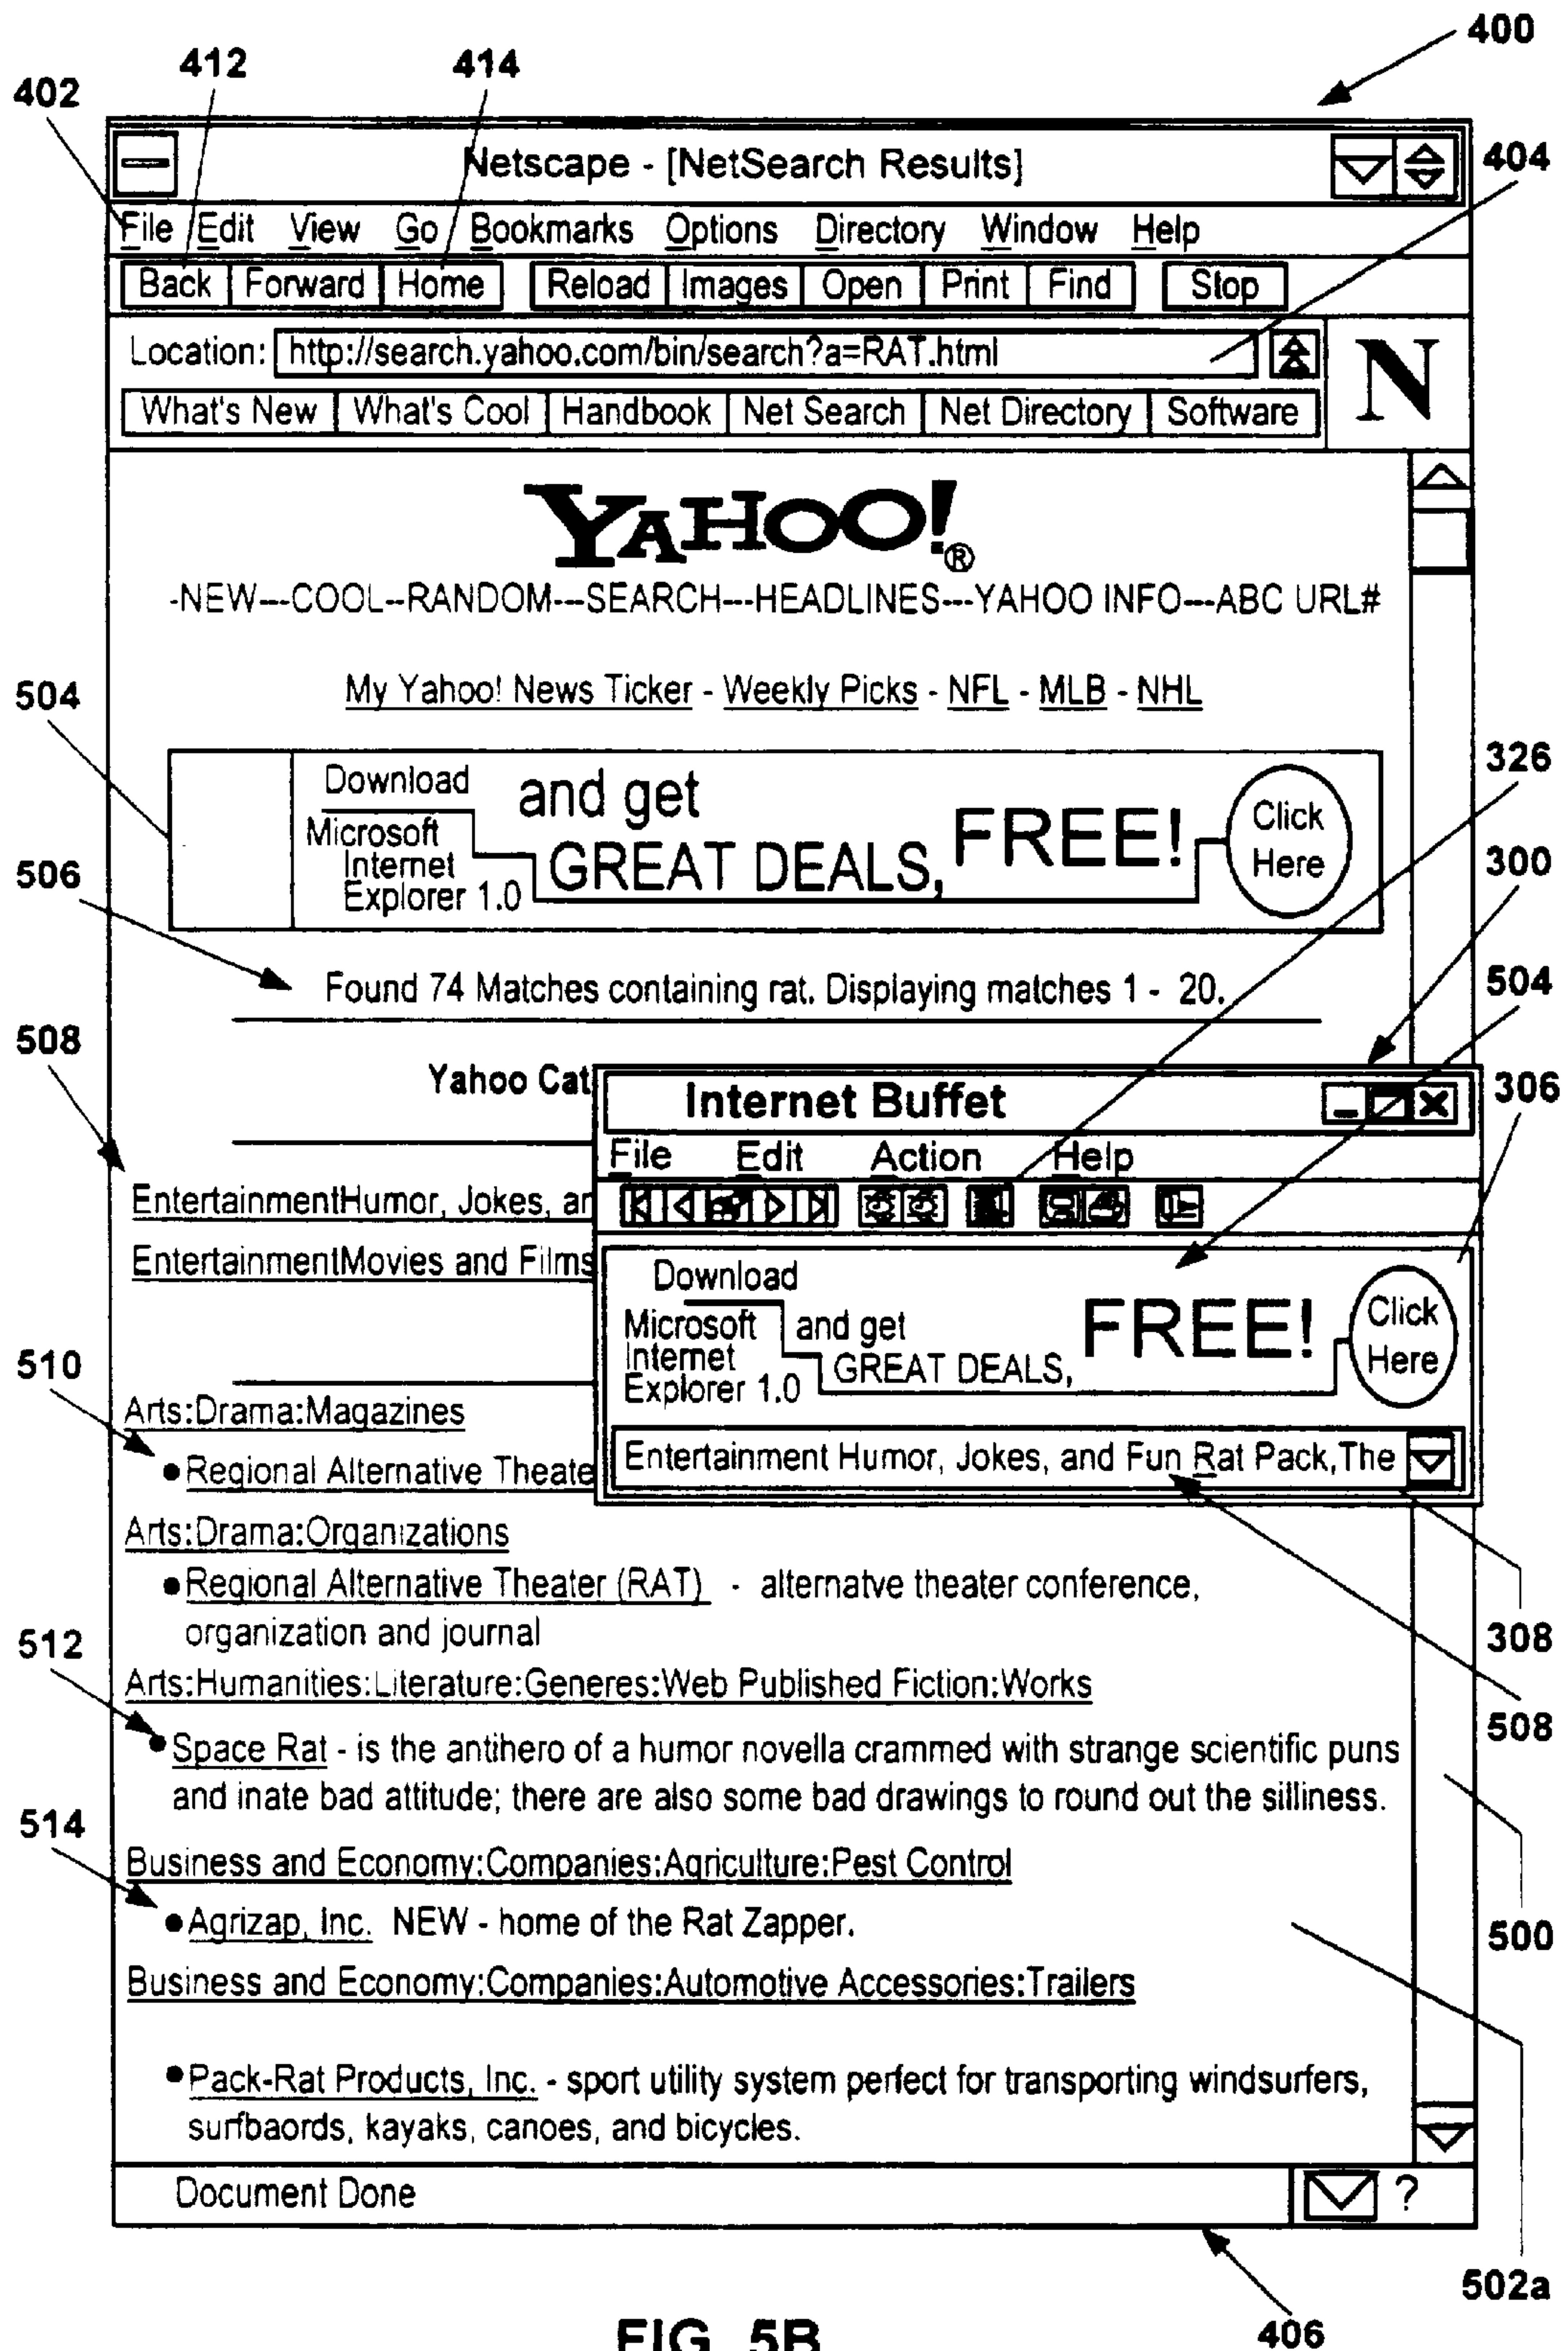 400
412 414
402
Netscape - [NetSearch Results]
404
File Edit View Go Bookmarks Options Directory Window Help
Back Forward Home Reload Images Open Print Find Stop
Location: http://search.yahoo.com/bin/search?a=RAT.html
N
What's New What's Cool Handbook Net Search Net Directory Software
YAHOO!®
-NEW---COOL--RANDOM---SEARCH---HEADLINES---YAHOO INFO---ABC URL#
504
My Yahoo! News Ticker - Weekly Picks - NFL - MLB - NHL
326
Download
Microsoft
Internet
Explorer 1.0
and get
GREAT DEALS,
FREE!
Click
Here
506
300
Found 74 Matches containing rat. Displaying matches 1 - 20.
504
508
Yahoo Cat
306
Internet Buffet
File Edit Action Help
EntertainmentHumor, Jokes, an
EntertainmentMovies and Films
Download
Microsoft
Internet
Explorer 1.0
and get
GREAT DEALS,
FREE!
Click
Here
510
Arts:Drama:Magazines
Entertainment Humor, Jokes, and Fun Rat Pack,The
•Regional Alternative Theate
Arts:Drama:Organizations
•Regional Alternative Theater (RAT) - alternatve theater conference,
organization and journal
308
512
Arts:Humanities:Literature:Generes:Web Published Fiction:Works
508
•Space Rat - is the antihero of a humor novella crammed with strange scientific puns
and inate bad attitude; there are also some bad drawings to round out the silliness.
514
Business and Economy:Companies:Agriculture:Pest Control
•Agrizap, Inc. NEW - home of the Rat Zapper.
500
Business and Economy:Companies:Automotive Accessories:Trailers
•Pack-Rat Products, Inc. - sport utility system perfect for transporting windsurfers,
surfbaords, kayaks, canoes, and bicycles.
Document Done
?
502a
406
FIG. 5B